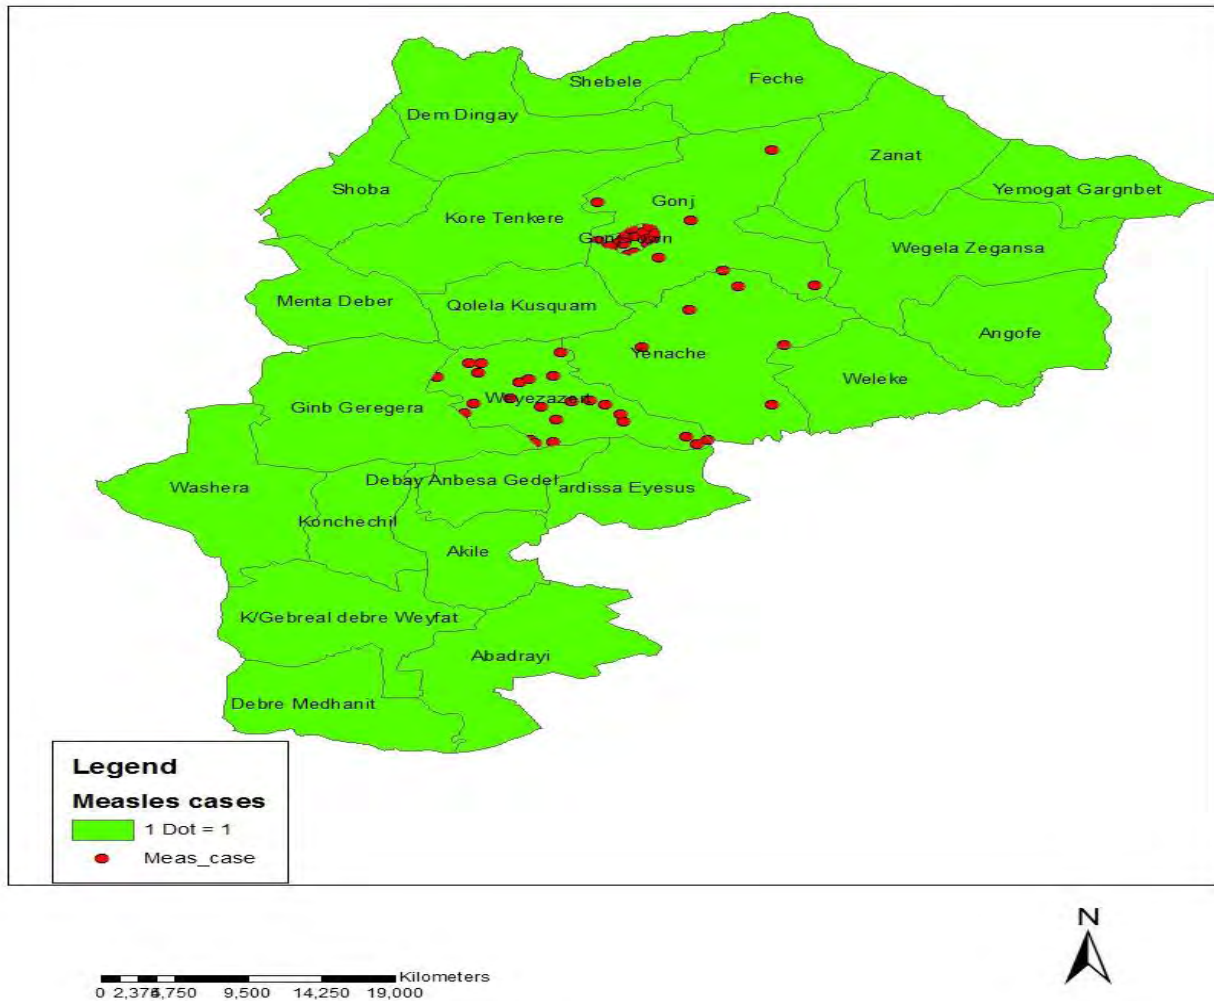 Shebele
Feche
Dem Dingay
Zanat
Shoba
Yemogat Gargnbet
Gonj
Kore Tenkere
Wegela Zegansa
Menta Deber
Qolela Kusquam
Angofe
Yenache
Weleke
Ginb Geregera
Weyezazert
Washera
Debay Anbesa Gedel
ardissa Eyesus
Konchechil
Akile
K/Gebreal debre Weyfat
Abadrayi
Debre Medhanit
Legend
Measles cases
1 Dot = 1
Meas_case
N
Kilometers
0 9,500 14,250 19,000